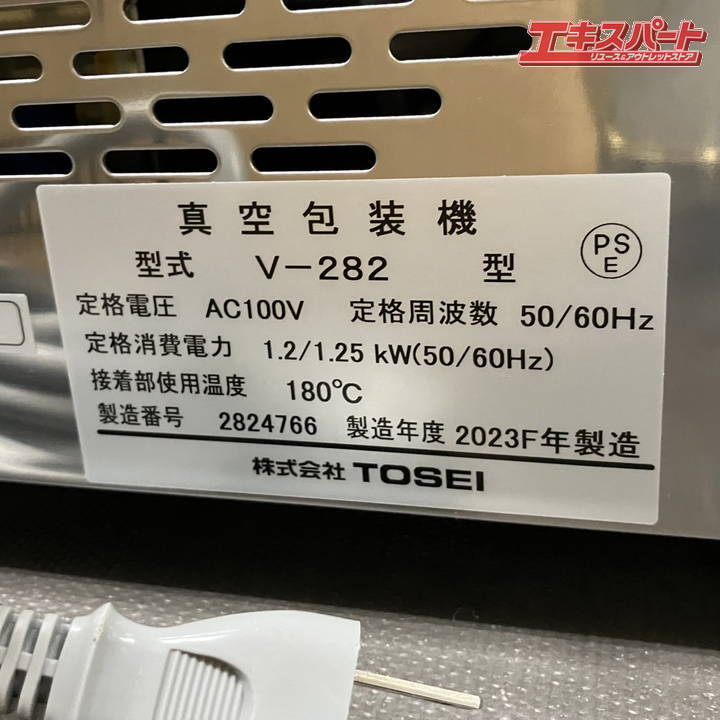 エキスパート
リユース&アウトレットストア
真空包装機
型式 V-282 型
PS
E
定格電圧 AC100V 定格周波数 50/60Hz
定格消費電力 1.2/1.25 kW(50/60Hz)
接着部使用温度 180℃
製造番号 2824766 製造年度 2023F年製造
株式会社 TOSEI